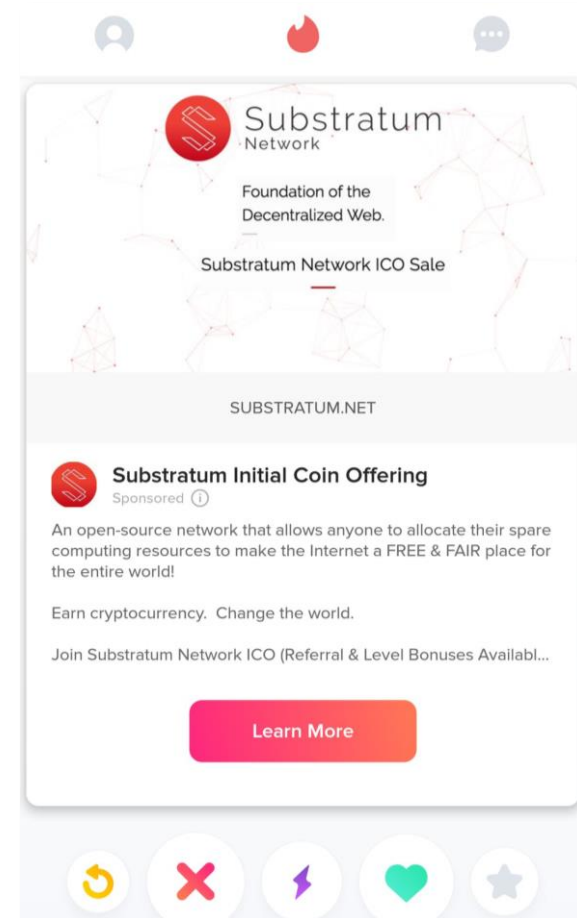 Substratum
Network
Foundation of the
Decentralized Web.
Substratum Network ICO Sale
SUBSTRATUM.NET
Substratum Initial Coin Offering
Sponsored
An open-source network that allows anyone to allocate their spare
computing resources to make the Internet a FREE & FAIR place for
the entire world!
Earn cryptocurrency. Change the world.
Join Substratum Network ICO (Referral & Level Bonuses Availabl...
Learn More